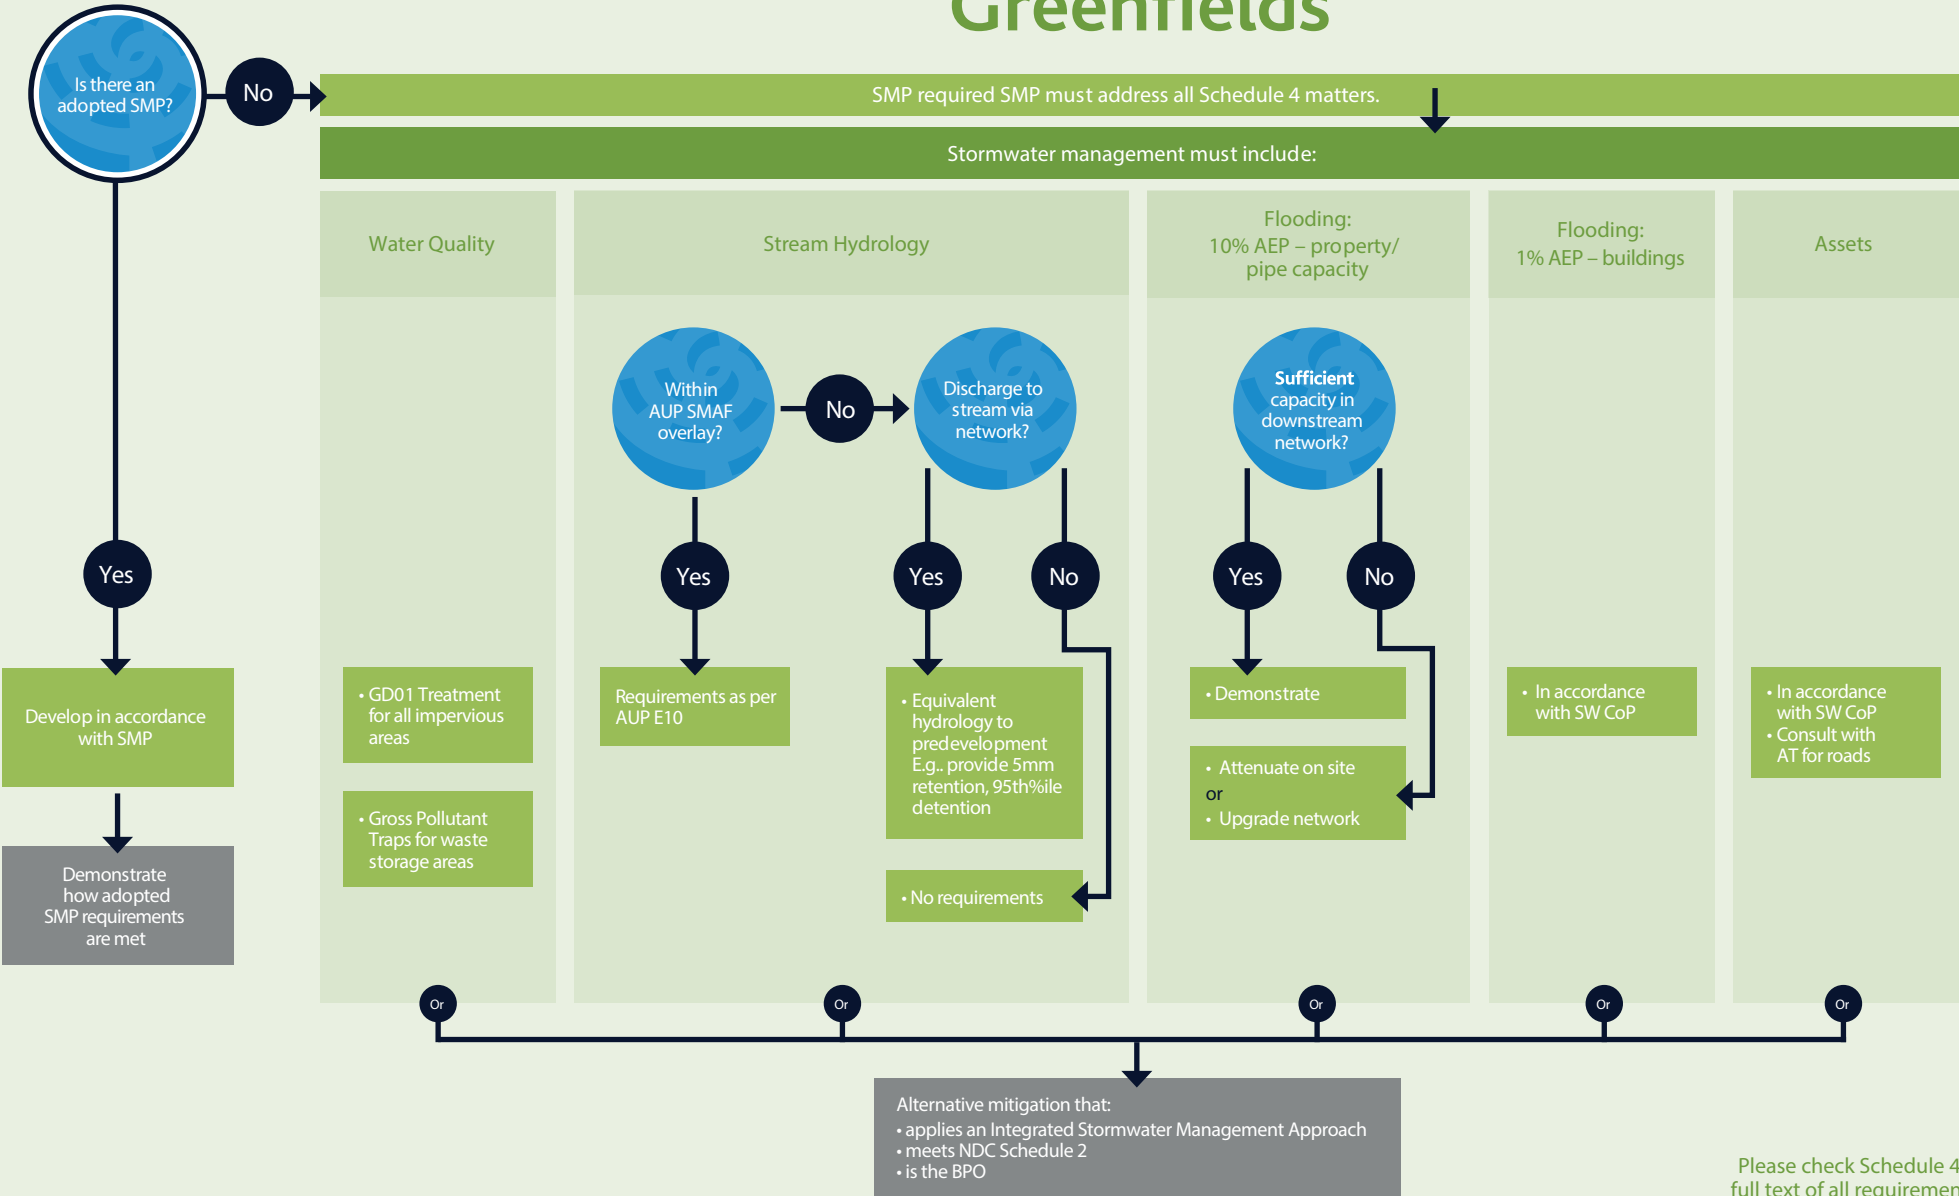 Greenfields
Is there an
adopted SMP?
No
SMP required SMP must address all Schedule 4 matters.
Stormwater management must include:
Water Quality
Stream Hydrology
Flooding:
10% AEP – property/
pipe capacity
Flooding:
1% AEP – buildings
Assets
Within
AUP SMAF
overlay?
No
Discharge to
stream via
network?
Sufficient
capacity in
downstream
network?
Yes
Yes
Yes
No
Yes
No
Develop in accordance
with SMP
Demonstrate
how adopted
SMP requirements
are met
• GD01 Treatment
for all impervious
areas
• Gross Pollutant
Traps for waste
storage areas
Requirements as per
AUP E10
• Equivalent
hydrology to
predevelopment
E.g.. provide 5mm
retention, 95th%ile
detention
• No requirements
• Demonstrate
• Attenuate on site
or
• Upgrade network
• In accordance
with SW CoP
• In accordance
with SW CoP
• Consult with
AT for roads
Or
Or
Or
Or
Or
Alternative mitigation that:
• applies an Integrated Stormwater Management Approach
• meets NDC Schedule 2
• is the BPO
Please check Schedule 4
full text of all requiremen